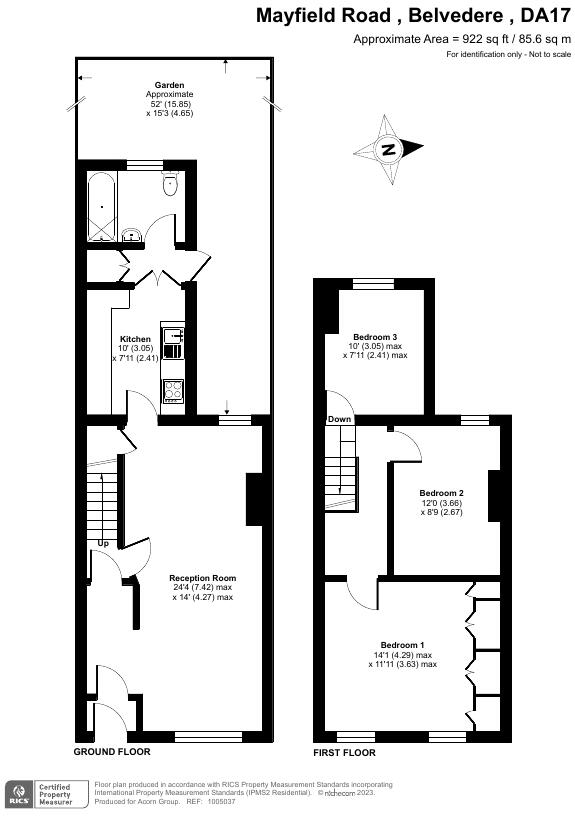 Mayfield Road , Belvedere , DA17
Approximate Area = 922 sq ft / 85.6 sq m
For identification only - Not to scale
Garden
Approximate
52' (15.85)
x 15'3 (4.65)
N
Kitchen
10' (3.05)
x 7'11 (2.41)
Bedroom 3
10' (3.05) max
x 7'11 (2.41) max
Down
Bedroom 2
12'0 (3.66)
x 8'9 (2.67)
Up
Reception Room
24'4 (7.42) max
x 14' (4.27) max
Bedroom 1
14'1 (4.29) max
x 11'11 (3.63) max
GROUND FLOOR
FIRST FLOOR
RICS
Certified
Property
Measurer
Floor plan produced in accordance with RICS Property Measurement Standards incorporating
International Property Measurement Standards (IPMS2 Residential). © nichecom 2023.
Produced for Acorn Group. REF: 1005037